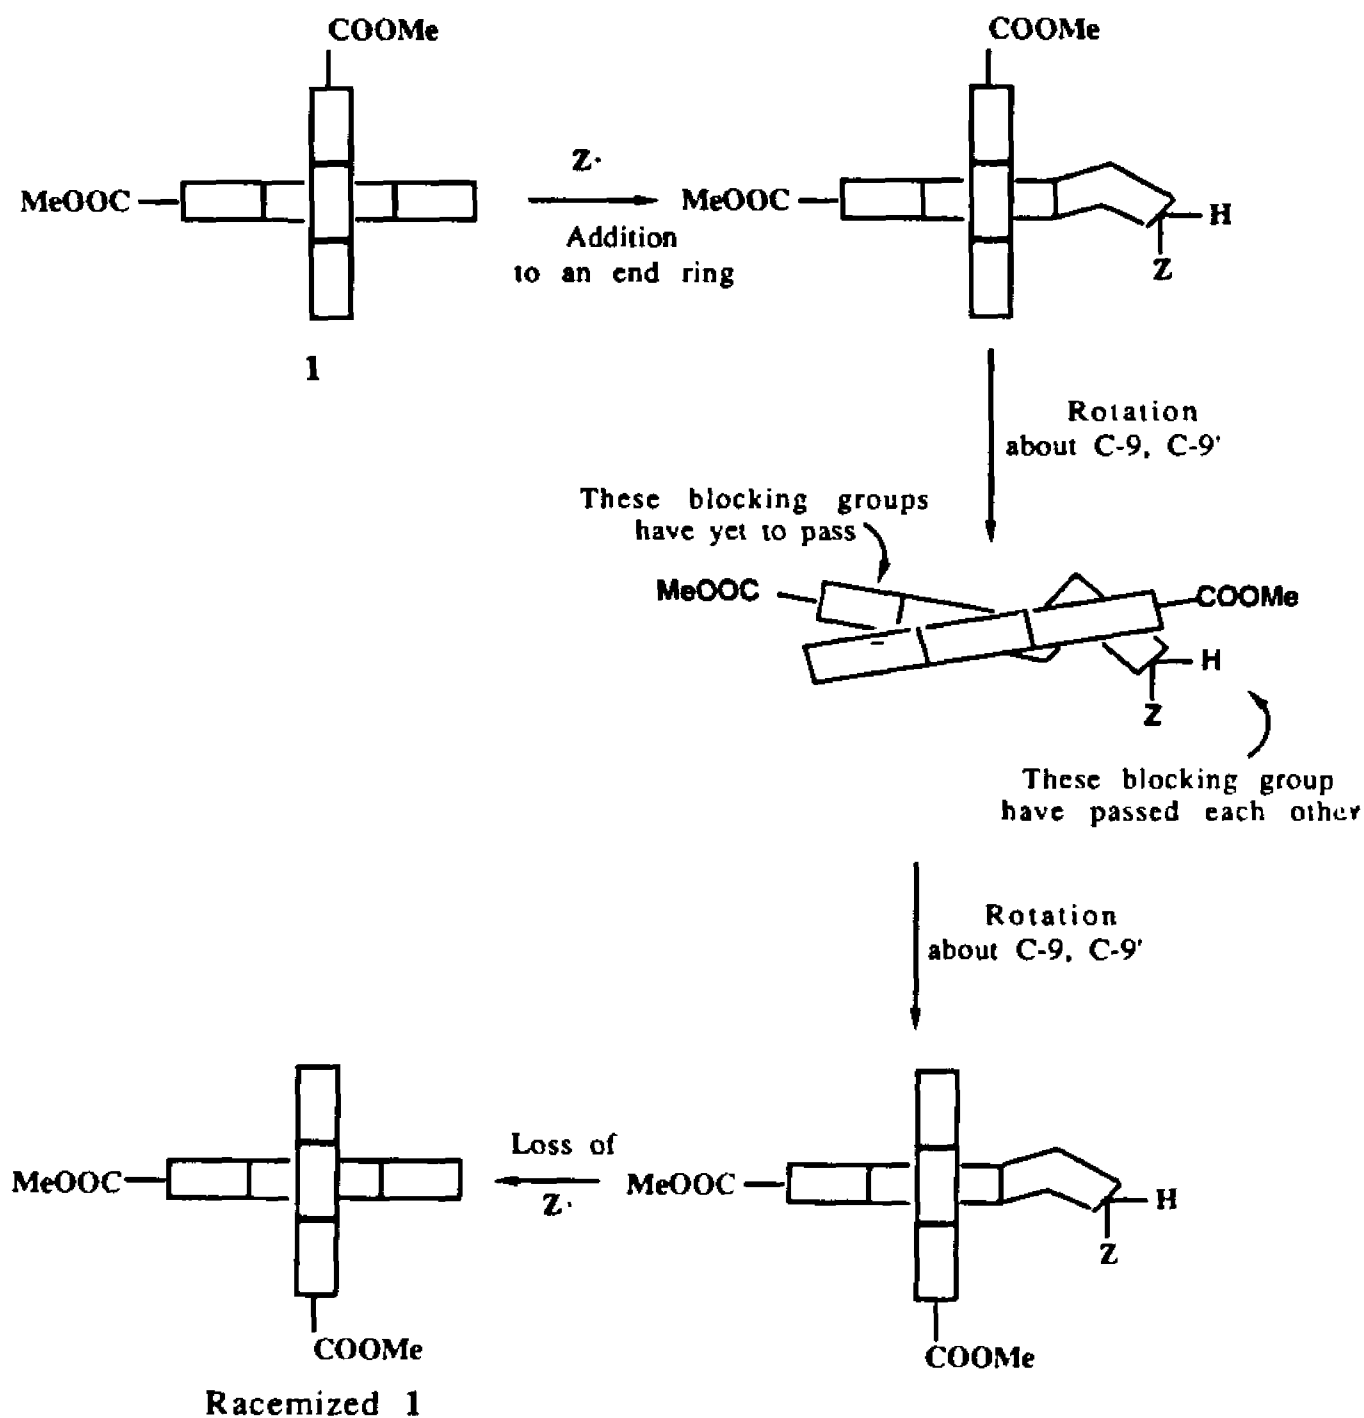 COOMe
MeOOC
1
Z·
Addition
to an end ring
COOMe
MeOOC
H
Z
Rotation
about C-9, C-9'
These blocking groups
have yet to pass
MeOOC
COOMe
H
Z
These blocking group
have passed each other
Rotation
about C-9, C-9'
MeOOC
H
Z
COOMe
Loss of
Z·
MeOOC
COOMe
Racemized 1